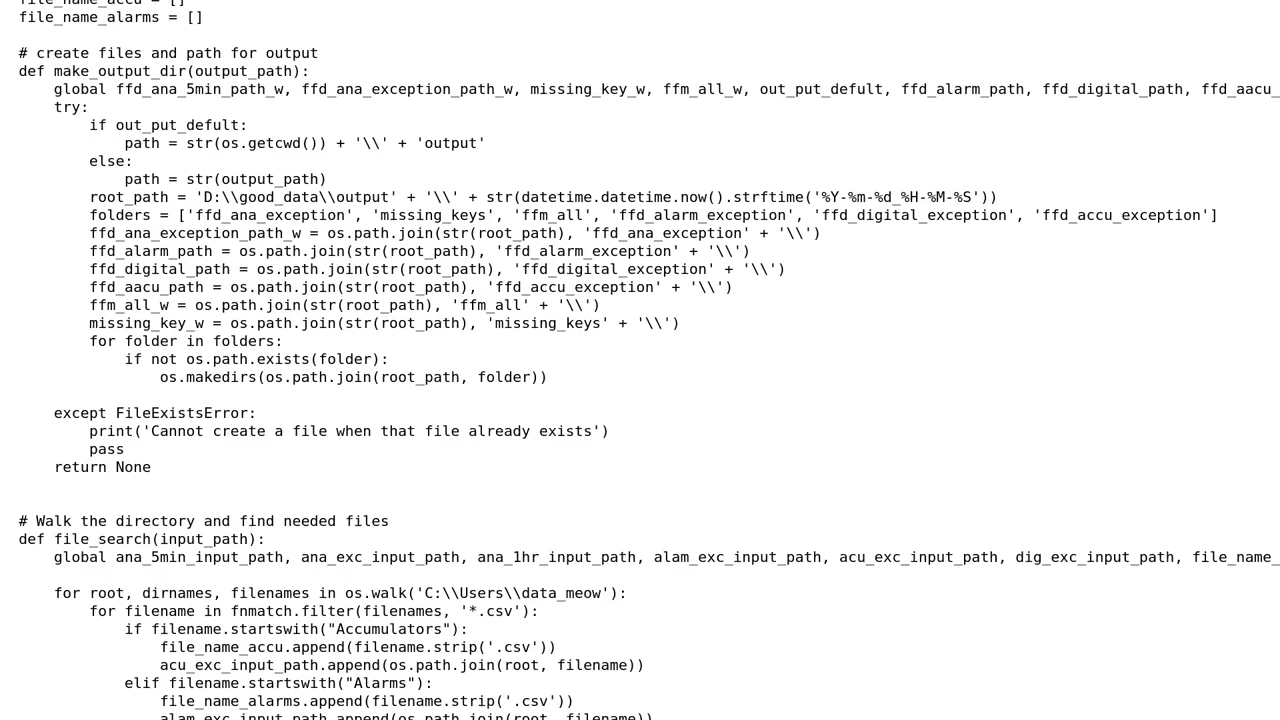 file_name_accu = []
file_name_alarms = []

# create files and path for output
def make_output_dir(output_path):
    global ffd_ana_5min_path_w, ffd_ana_exception_path_w, missing_key_w, ffm_all_w, out_put_defult, ffd_alarm_path, ffd_digital_path, ffd_aacu_
    try:
        if out_put_defult:
            path = str(os.getcwd()) + '\\' + 'output'
        else:
            path = str(output_path)
        root_path = 'D:\\good_data\\output' + '\\' + str(datetime.datetime.now().strftime('%Y-%m-%d_%H-%M-%S'))
        folders = ['ffd_ana_exception', 'missing_keys', 'ffm_all', 'ffd_alarm_exception', 'ffd_digital_exception', 'ffd_accu_exception']
        ffd_ana_exception_path_w = os.path.join(str(root_path), 'ffd_ana_exception' + '\\')
        ffd_alarm_path = os.path.join(str(root_path), 'ffd_alarm_exception' + '\\')
        ffd_digital_path = os.path.join(str(root_path), 'ffd_digital_exception' + '\\')
        ffd_aacu_path = os.path.join(str(root_path), 'ffd_accu_exception' + '\\')
        ffm_all_w = os.path.join(str(root_path), 'ffm_all' + '\\')
        missing_key_w = os.path.join(str(root_path), 'missing_keys' + '\\')
        for folder in folders:
            if not os.path.exists(folder):
                os.makedirs(os.path.join(root_path, folder))

    except FileExistsError:
        print('Cannot create a file when that file already exists')
        pass
    return None


# Walk the directory and find needed files
def file_search(input_path):
    global ana_5min_input_path, ana_exc_input_path, ana_1hr_input_path, alam_exc_input_path, acu_exc_input_path, dig_exc_input_path, file_name_

    for root, dirnames, filenames in os.walk('C:\\Users\\data_meow'):
        for filename in fnmatch.filter(filenames, '*.csv'):
            if filename.startswith("Accumulators"):
                file_name_accu.append(filename.strip('.csv'))
                acu_exc_input_path.append(os.path.join(root, filename))
            elif filename.startswith("Alarms"):
                file_name_alarms.append(filename.strip('.csv'))
                alam_exc_input_path.append(os.path.join(root, filename))